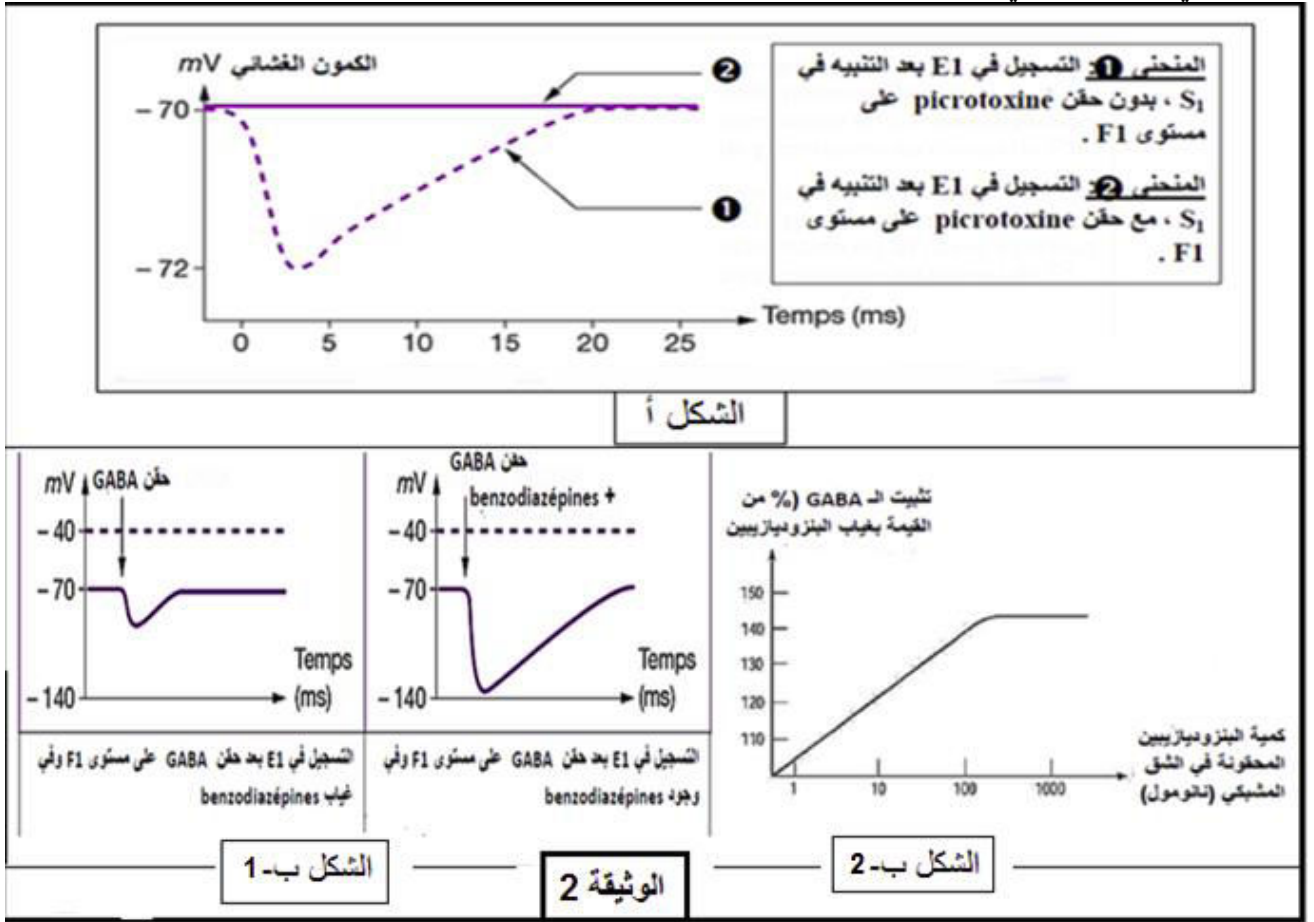 الكمون الغشائي mV
– 70
– 72
0 5 10 15 20 25
Temps (ms)
❷
❶
المنحنى ❶: التسجيل في E1 بعد التنبيه في
S1 ، بدون حقن picrotoxine على
مستوى F1 .
المنحنى ❷: التسجيل في E1 بعد التنبيه في
S1 ، مع حقن picrotoxine على مستوى
F1 .
الشكل أ
mV
حقن GABA
– 40
– 70
– 140
Temps
(ms)
التسجيل في E1 بعد حقن GABA على مستوى F1 وفي
غياب benzodiazépines
حقن GABA
+ benzodiazépines
mV
– 40
– 70
– 140
Temps
(ms)
التسجيل في E1 بعد حقن GABA على مستوى F1 وفي
وجود benzodiazépines
تثبيت الـ GABA (% من
القيمة بغياب البنزوديازيبين
150
140
130
120
110
1 10 100 1000
كمية البنزوديازيبين
المحقونة في الشق
المشبكي (نانومول)
الشكل ب-1
الوثيقة 2
الشكل ب-2